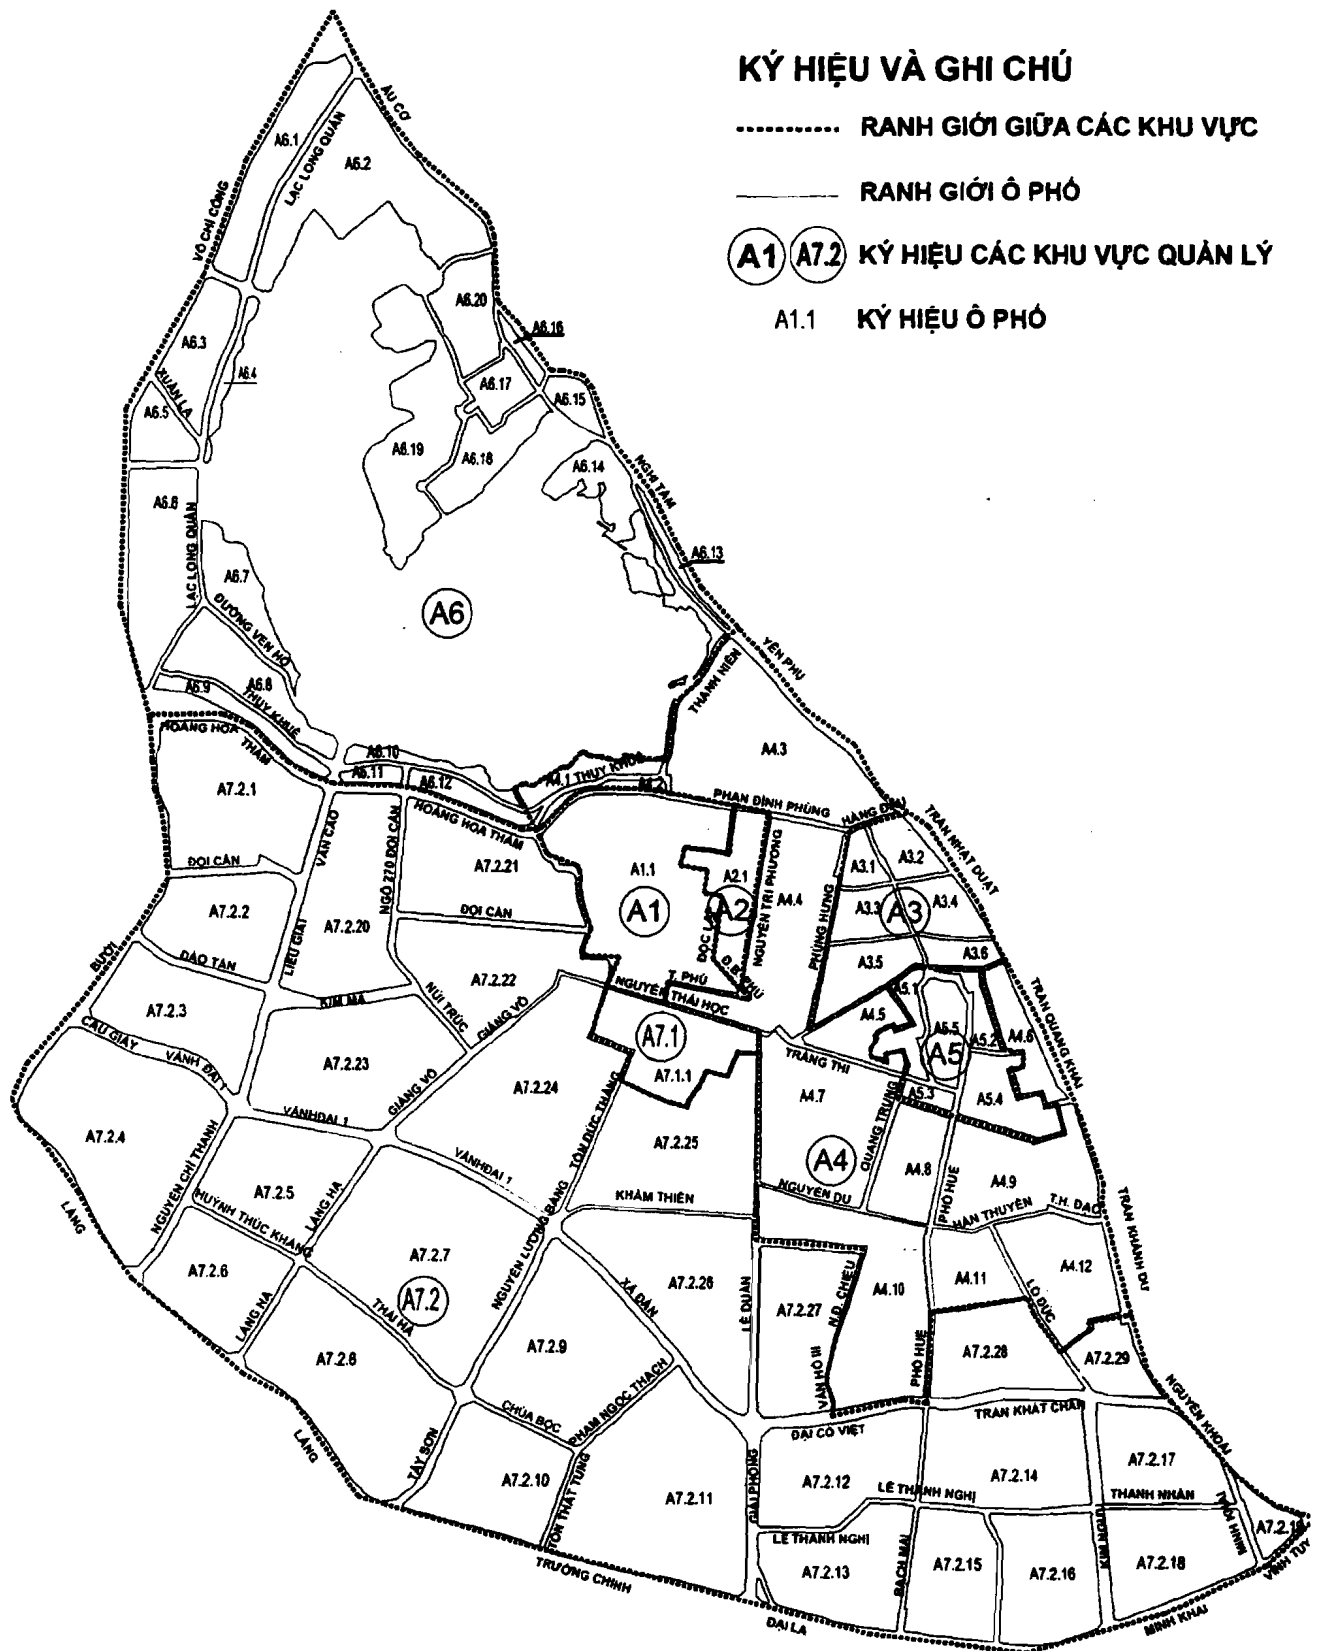 KÝ HIỆU VÀ GHI CHÚ
RANH GIỚI GIỮA CÁC KHU VỰC
RANH GIỚI Ô PHỐ
A1 A7.2 KÝ HIỆU CÁC KHU VỰC QUẢN LÝ
A1.1 KÝ HIỆU Ô PHỐ
ÂU CƠ
A6.1
LẠC LONG QUÂN
A6.2
VÕ CHÍ CÔNG
A6.20
A6.16
A6.3
A6.4
XUÂN LA
A6.5
A6.17
A6.15
A6.19
A6.18
A6.14
NGHI TÀM
A6.6
LẠC LONG QUÂN
A6.13
A6.7
ĐƯỜNG VEN HỒ
A6
YÊN PHỤ
THANH NIÊN
A6.8
A6.9
THỤY KHUÊ
HOÀNG HOA
THÁM
A6.10
A6.11
A6.12
A4.1 THỤY KHUÊ
A4.2
A4.3
A7.2.1
PHAN ĐÌNH PHÙNG
HÀNG ĐẬU
TRẦN NHẬT DUẬT
VĂN CAO
NGÕ 270 ĐỘI CẤN
HOÀNG HOA THÁM
ĐỘI CẤN
A7.2.21
A1.1
A2.1
NGUYỄN TRI PHƯƠNG
A4.4
A3.1
A3.2
A7.2.2
A7.2.20
ĐỘI CẤN
A1
A2
PHÙNG HƯNG
A3.3
A3
A3.4
BƯỞI
ĐÀO TẤN
LIỄU GIAI
A7.2.22
Đ.B.PHỦ
A3.5
A3.6
A7.2.3
KIM MÃ
NÚI TRÚC
GIẢNG VÕ
T. PHÚ
NGUYỄN THÁI HỌC
A5.1
A4.5
TRẦN QUANG KHẢI
CẦU GIẤY
VÀNH ĐAI 1
A7.2.23
A7.1
A5.5
A5.2
A4.6
A5
TRÀNG THI
A7.2.24
A7.1.1
GIẢNG VÕ
A4.7
A5.3
A5.4
A7.2.4
VÀNHĐAI 1
TÔN ĐỨC THẮNG
A7.2.25
QUANG TRUNG
NGUYỄN CHÍ THANH
VÀNHĐAI 1
A4
A4.8
A4.9
A7.2.5
LÁNG HẠ
HUỲNH THÚC KHÁNG
KHÂM THIÊN
NGUYỄN DU
PHỐ HUẾ
HÀN THUYÊN
T.H. ĐẠO
TRẦN KHÁNH DƯ
LÁNG
A7.2.7
NGUYỄN LƯƠNG BẰNG
A7.2.6
A7.2.26
LÊ DUẨN
A7.2.27
N.Đ. CHIỂU
A4.10
A4.11
LÒ ĐÚC
A4.12
A7.2
XÃ ĐÀN
LÁNG HẠ
THÁI HÀ
A7.2.8
A7.2.9
VÂN HỒ III
PHỐ HUẾ
A7.2.28
A7.2.29
NGUYỄN KHOÁI
CHÙA BỘC
PHẠM NGỌC THẠCH
TRẦN KHÁT CHÂN
ĐẠI CỒ VIỆT
LÁNG
TÂY SƠN
A7.2.10
TÔN THẤT TÙNG
A7.2.11
GIẢI PHÓNG
A7.2.12
LÊ THANH NGHỊ
A7.2.14
A7.2.17
THANH NHÀN
LÊ THANH NGHỊ
A7.2.13
BẠCH MAI
A7.2.15
A7.2.16
KIM NGƯU
A7.2.18
MINH KHAI
A7.2.19
VĨNH TUY
TRƯỜNG CHINH
ĐẠI LA
MINH KHAI